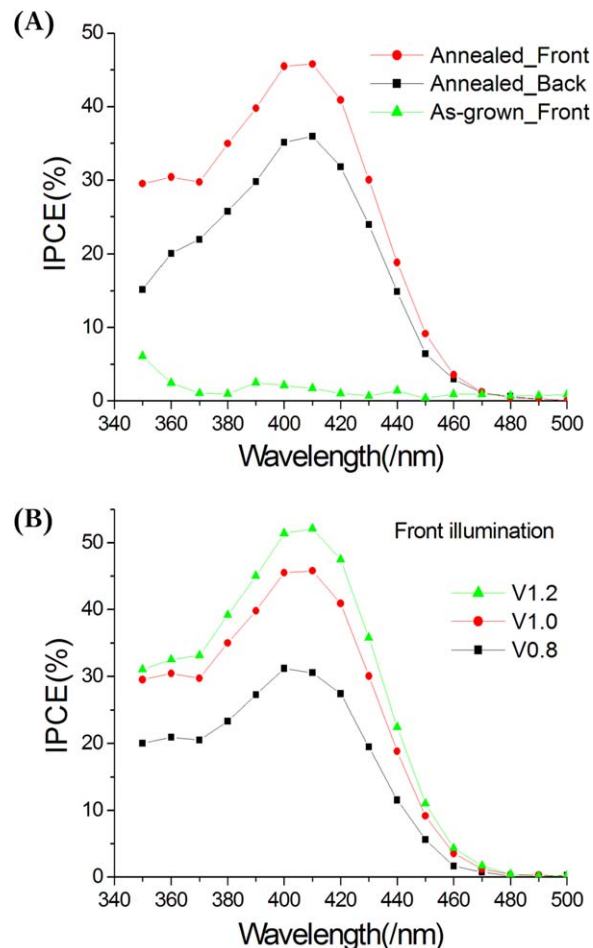 (A)
50
40
30
20
10
0
IPCE(%)
Annealed_Front
Annealed_Back
As-grown_Front
340 360 380 400 420 440 460 480 500
Wavelength(/nm)
(B)
50
40
30
20
10
0
IPCE(%)
Front illumination
V1.2
V1.0
V0.8
340 360 380 400 420 440 460 480 500
Wavelength(/nm)